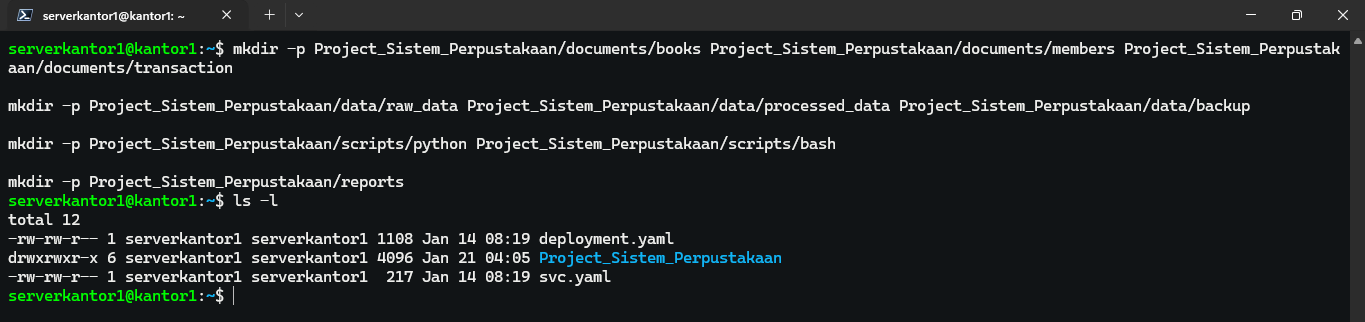 serverkantor1@kantor1: ~
serverkantor1@kantor1:~$ mkdir -p Project_Sistem_Perpustakaan/documents/books Project_Sistem_Perpustakaan/documents/members Project_Sistem_Perpustak
aan/documents/transaction
mkdir -p Project_Sistem_Perpustakaan/data/raw_data Project_Sistem_Perpustakaan/data/processed_data Project_Sistem_Perpustakaan/data/backup
mkdir -p Project_Sistem_Perpustakaan/scripts/python Project_Sistem_Perpustakaan/scripts/bash
mkdir -p Project_Sistem_Perpustakaan/reports
serverkantor1@kantor1:~$ ls -l
total 12
-rw-rw-r-- 1 serverkantor1 serverkantor1 1108 Jan 14 08:19 deployment.yaml
drwxrwxr-x 6 serverkantor1 serverkantor1 4096 Jan 21 04:05 Project_Sistem_Perpustakaan
-rw-rw-r-- 1 serverkantor1 serverkantor1  217 Jan 14 08:19 svc.yaml
serverkantor1@kantor1:~$